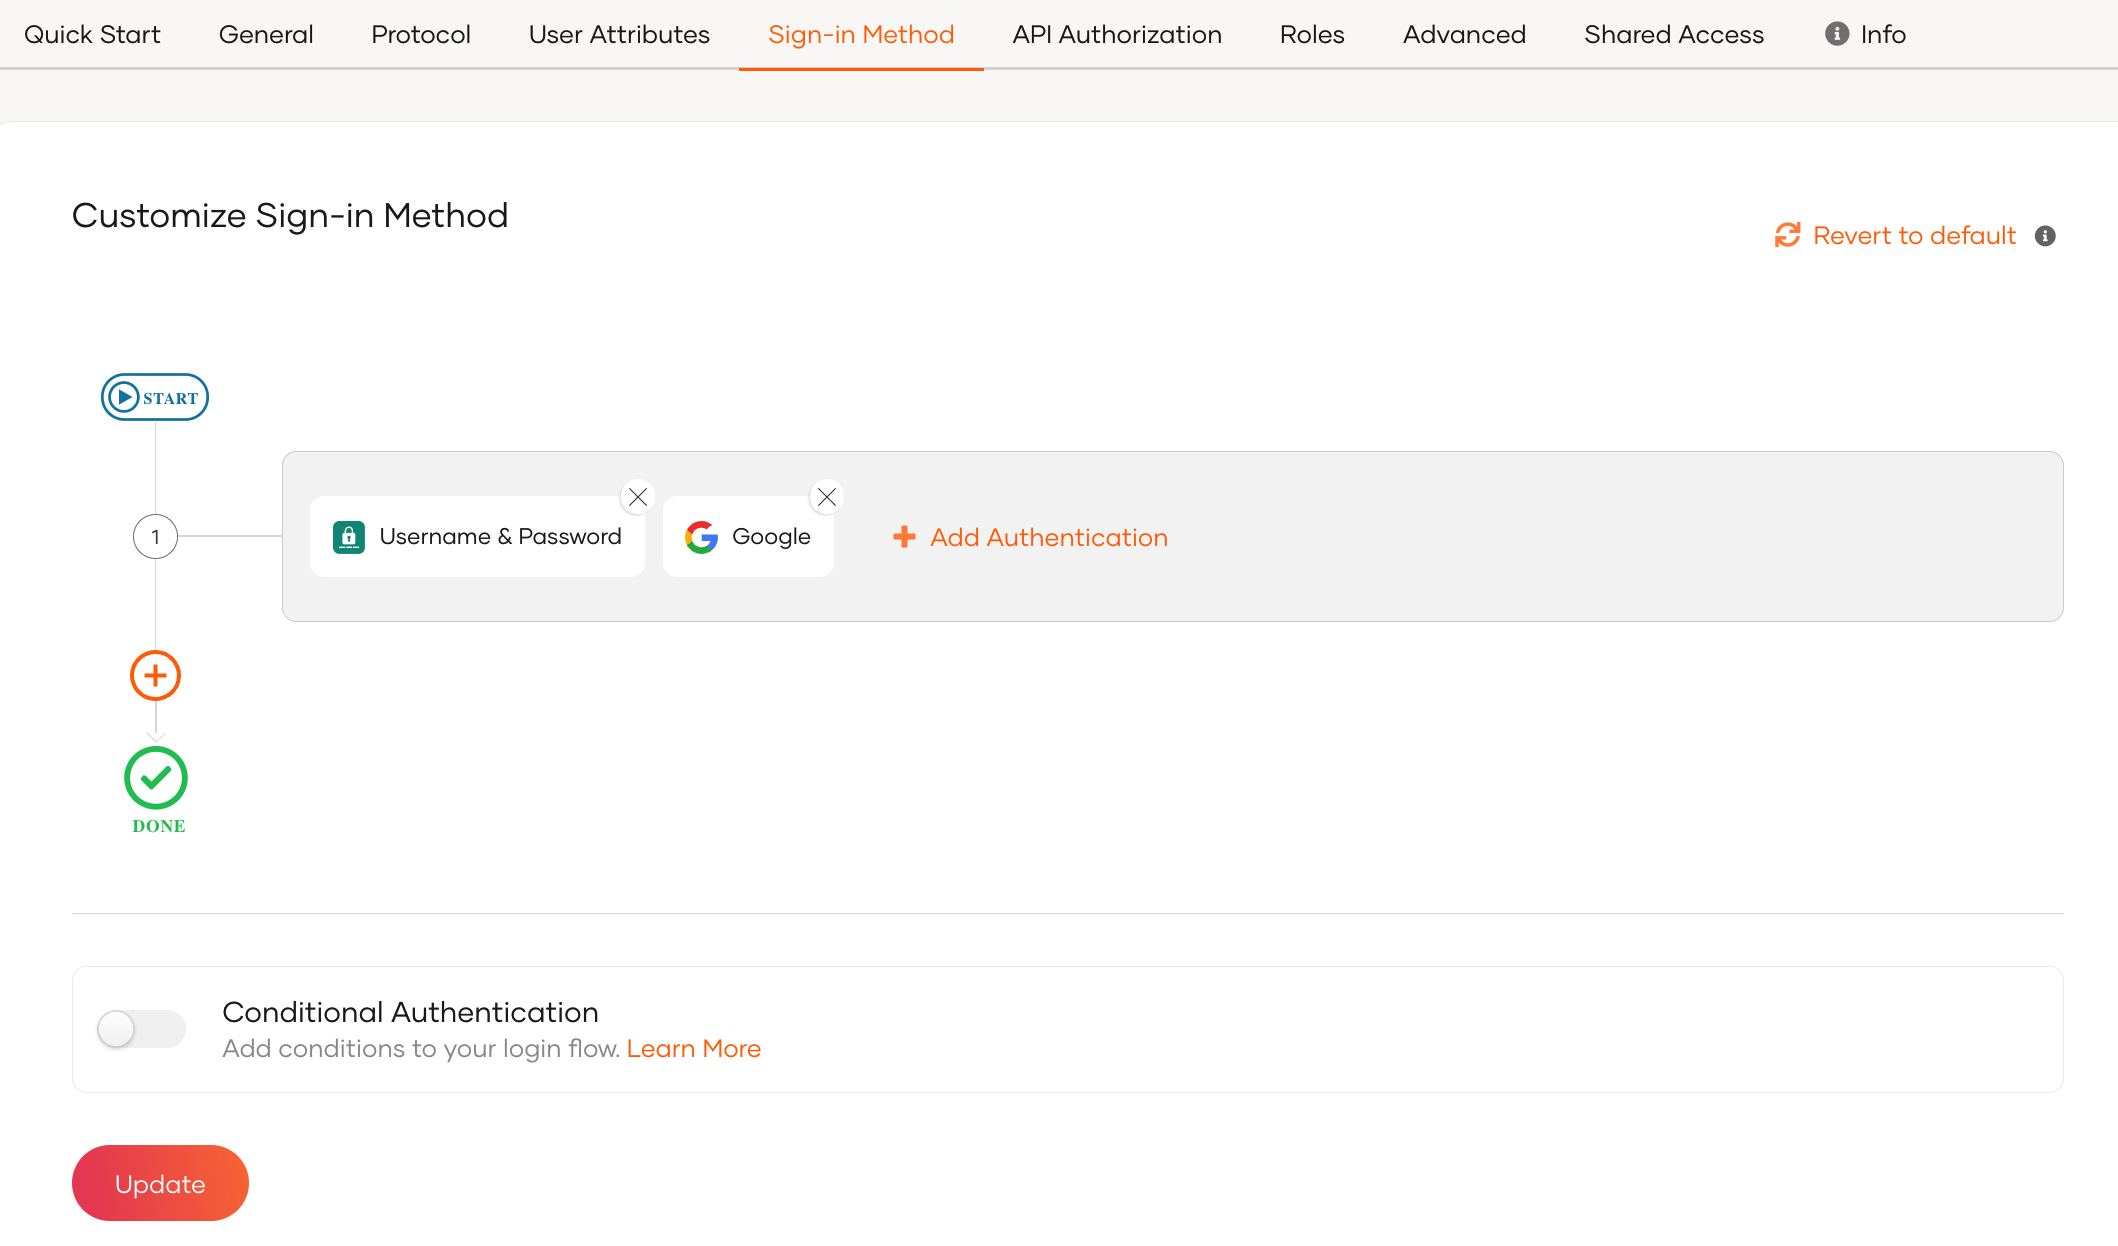 Quick Start General Protocol User Attributes Sign-in Method API Authorization Roles Advanced Shared Access Info
Customize Sign-in Method
Revert to default
START
1
Username & Password Google Add Authentication
DONE
Conditional Authentication
Add conditions to your login flow. Learn More
Update